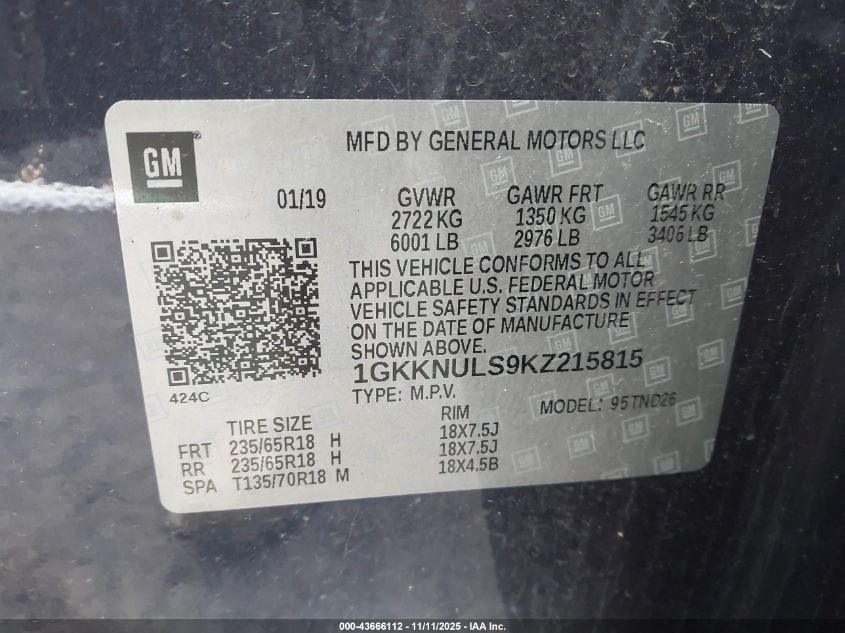 GM ®
MFD BY GENERAL MOTORS LLC
01/19 GVWR GAWR FRT GAWR RR
2722 KG 1350 KG 1545 KG
6001 LB 2976 LB 3406 LB
THIS VEHICLE CONFORMS TO ALL
APPLICABLE U.S. FEDERAL MOTOR
VEHICLE SAFETY STANDARDS IN EFFECT
ON THE DATE OF MANUFACTURE
SHOWN ABOVE.
1GKKNULS9KZ215815
424C
TYPE: M.P.V. MODEL: 95TND26
TIRE SIZE RIM
FRT 235/65R18 H 18X7.5J
RR 235/65R18 H 18X7.5J
SPA T135/70R18 M 18X4.5B
000-43666112 - 11/11/2025 - IAA Inc.